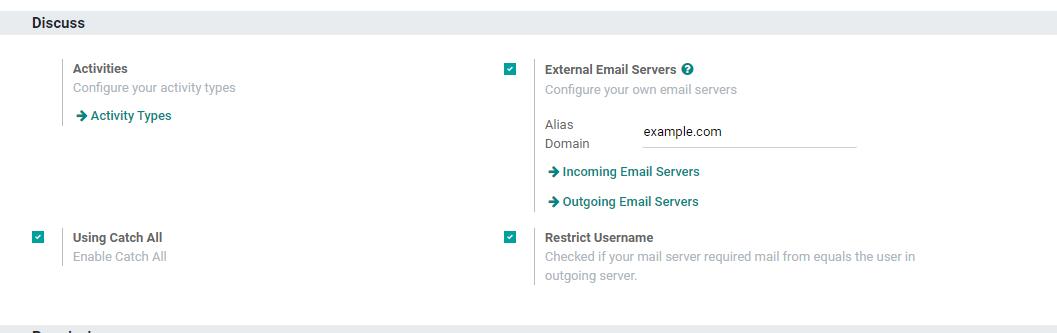 Discuss
Activities
Configure your activity types
Activity Types
External Email Servers ?
Configure your own email servers
Alias
Domain
example.com
Incoming Email Servers
Outgoing Email Servers
Using Catch All
Enable Catch All
Restrict Username
Checked if your mail server required mail from equals the user in
outgoing server.